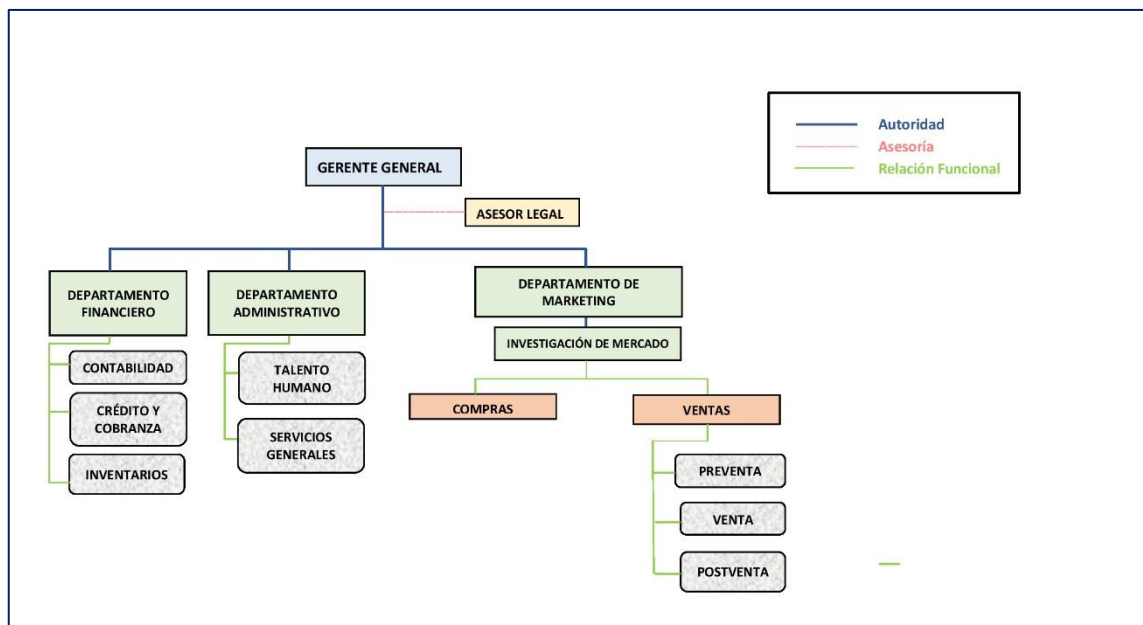 Autoridad
Asesoría
Relación Funcional
GERENTE GENERAL
ASESOR LEGAL
DEPARTAMENTO
FINANCIERO
DEPARTAMENTO
ADMINISTRATIVO
DEPARTAMENTO DE
MARKETING
INVESTIGACIÓN DE MERCADO
CONTABILIDAD
CRÉDITO Y
COBRANZA
INVENTARIOS
TALENTO
HUMANO
SERVICIOS
GENERALES
COMPRAS
VENTAS
PREVENTA
VENTA
POSTVENTA